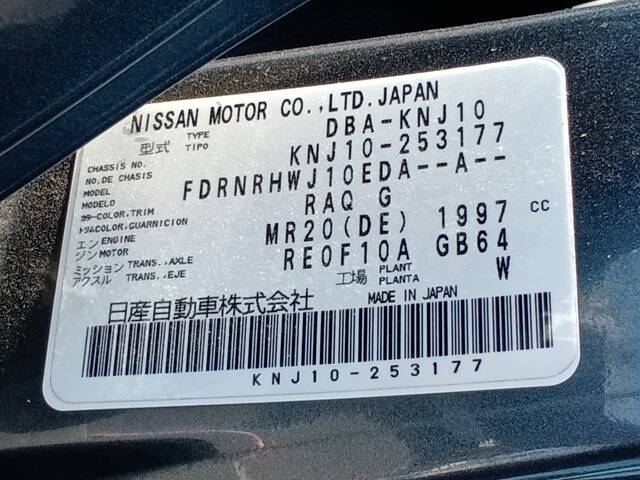 NISSAN MOTOR CO.,LTD.JAPAN
型式 TYPE TIPO DBA-KNJ10
CHASSIS NO. NO.DE CHASIS KNJ10-253177
MODEL MODELO FDRNRHWJ10EDA--A--
カラー COLOR,TRIM トリム COLOR,GUARNICION RAQ G
エンジン ENGINE MOTOR MR20(DE) 1997 cc
ミッション アクスル TRANS.,AXLE TRANS.,EJE RE0F10A GB64
工場 PLANT PLANTA W
日産自動車株式会社 MADE IN JAPAN
KNJ10-253177